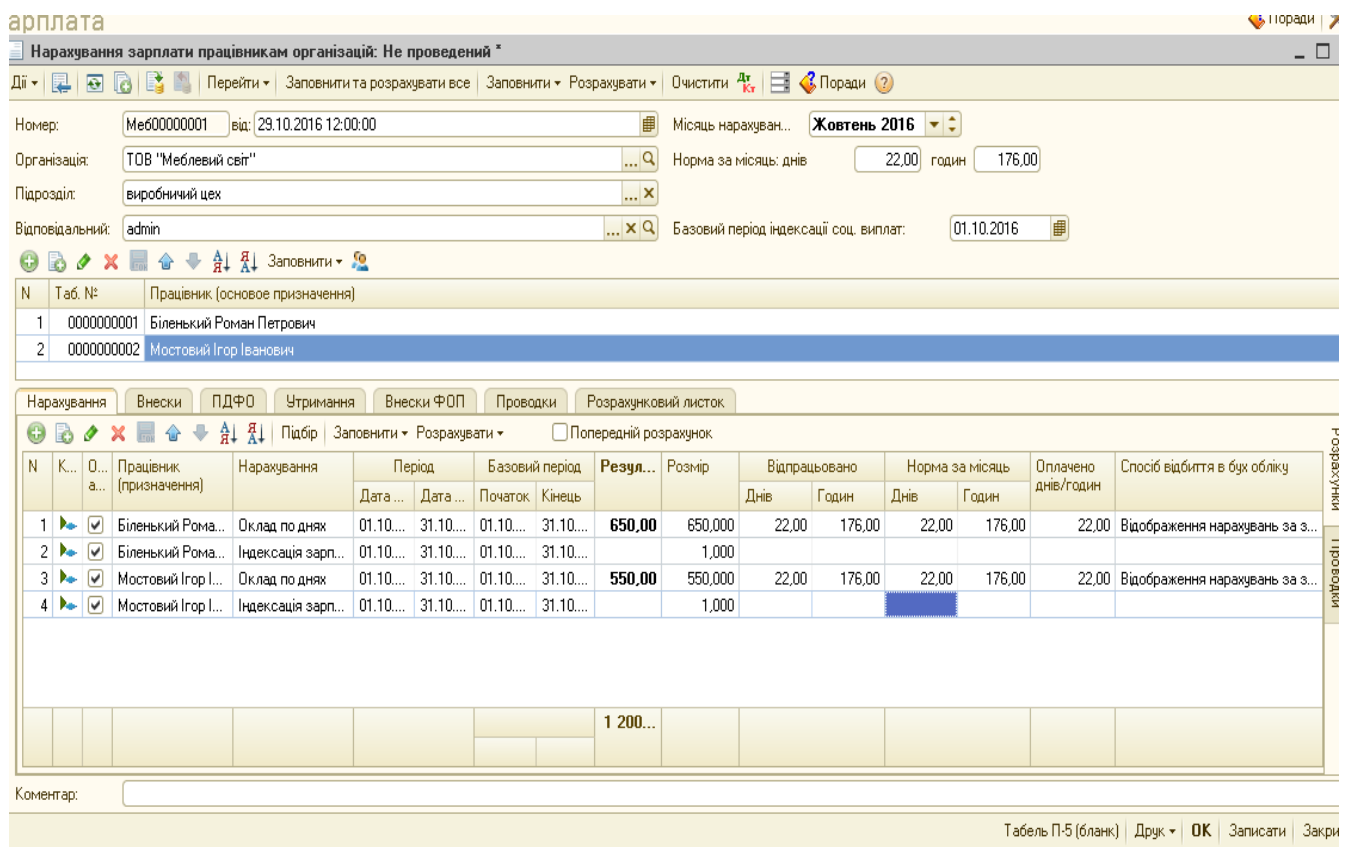 арплата Поради
Нарахування зарплати працівникам організацій: Не проведений *
Дії Перейти Заповнити та розрахувати все Заповнити Розрахувати Очистити Дт Кт Поради
Номер: Меб00000001 від: 29.10.2016 12:00:00 Місяць нарахуван... Жовтень 2016
Організація: ТОВ "Меблевий світ" ... Норма за місяць: днів 22,00 годин 176,00
Підрозділ: виробничий цех ...
Відповідальний: admin ... Базовий період індексації соц. виплат: 01.10.2016
Заповнити
N Таб. № Працівник (основое призначення)
1 0000000001 Біленький Роман Петрович
2 0000000002 Мостовий Ігор Іванович
Нарахування Внески ПДФО Утримання Внески ФОП Проводки Розрахунковий листок
Підбір Заповнити Розрахувати Попередній розрахунок
N К... О... а... Працівник (призначення) Нарахування Період Базовий період Резул... Розмір Відпрацьовано Норма за місяць Оплачено днів/годин Спосіб відбиття в бух обліку
Дата ... Дата ... Початок Кінець Днів Годин Днів Годин
1 Біленький Рома... Оклад по днях 01.10.... 31.10.... 01.10.... 31.10.... 650,00 650,000 22,00 176,00 22,00 176,00 22,00 Відображення нарахувань за з...
2 Біленький Рома... Індексація зарп... 01.10.... 31.10.... 01.10.... 31.10.... 1,000
3 Мостовий Ігор І... Оклад по днях 01.10.... 31.10.... 01.10.... 31.10.... 550,00 550,000 22,00 176,00 22,00 176,00 22,00 Відображення нарахувань за з...
4 Мостовий Ігор І... Індексація зарп... 01.10.... 31.10.... 01.10.... 31.10.... 1,000
1 200...
Розрахунки
Проводки
Коментар:
Табель П-5 (бланк) Друк ОК Записати Закри